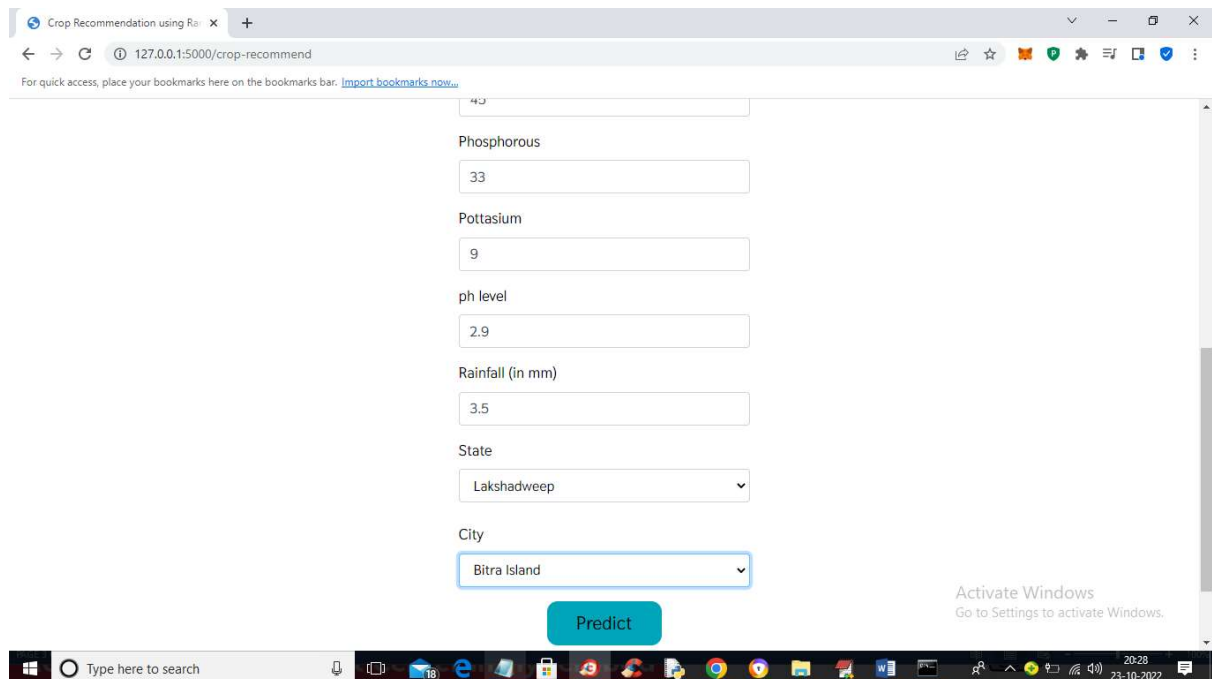 Crop Recommendation using Ra
127.0.0.1:5000/crop-recommend
For quick access, place your bookmarks here on the bookmarks bar. Import bookmarks now...
45
Phosphorous
33
Pottasium
9
ph level
2.9
Rainfall (in mm)
3.5
State
Lakshadweep
City
Bitra Island
Activate Windows
Go to Settings to activate Windows.
Predict
Type here to search
18
20:28
23-10-2022